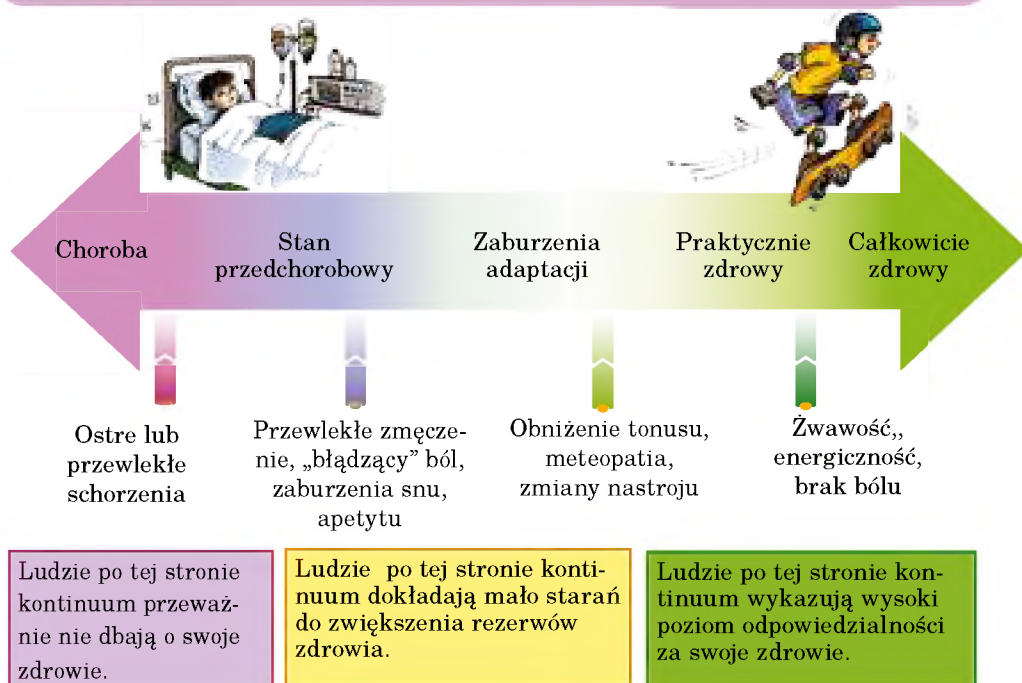 Choroba
Stan
przedchorobowy
Zaburzenia
adaptacji
Praktycznie
zdrowy
Całkowicie
zdrowy
Ostre lub
przewlekłe
schorzenia
Przewlekłe zmęcze-
nie, „błądzący” ból,
zaburzenia snu,
apetytu
Obniżenie tonusu,
meteopatia,
zmiany nastroju
Żwawość,,
energiczność,
brak bólu
Ludzie po tej stronie
kontinuum przeważ-
nie nie dbają o swoje
zdrowie.
Ludzie po tej stronie konti-
nuum dokładają mało starań
do zwiększenia rezerwów
zdrowia.
Ludzie po tej stronie kon-
tinuum wykazują wysoki
poziom odpowiedzialności
za swoje zdrowie.